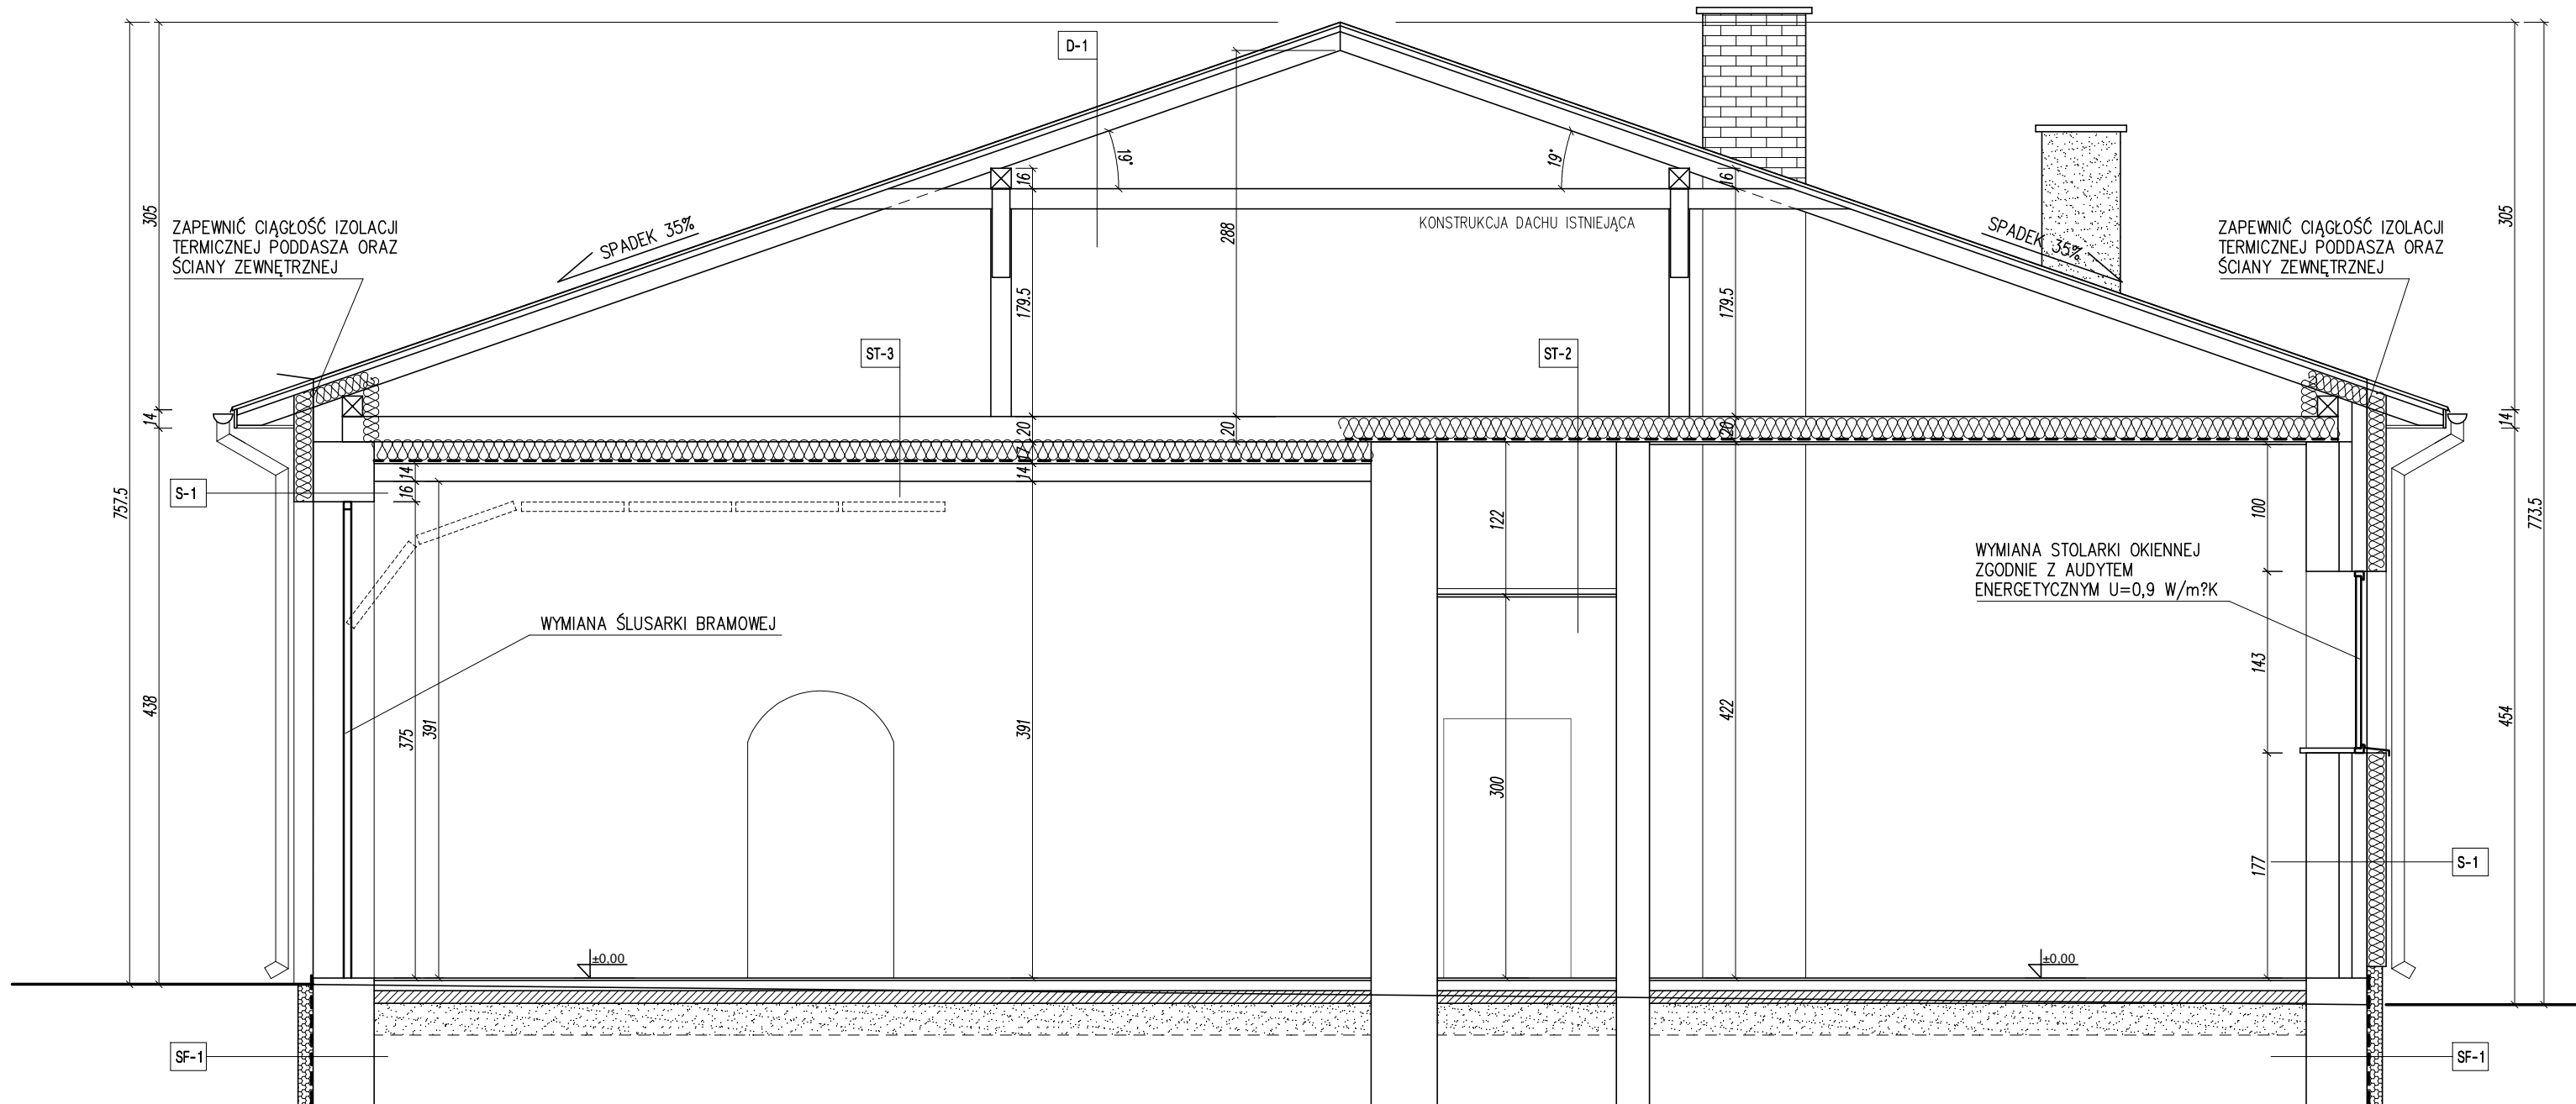 D-1
19°
19°
16
16
305
305
288
KONSTRUKCJA DACHU ISTNIEJĄCA
SPADEK 35%
SPADEK 35%
ZAPEWNIĆ CIĄGŁOŚĆ IZOLACJI
TERMICZNEJ PODDASZA ORAZ
ŚCIANY ZEWNĘTRZNEJ
ZAPEWNIĆ CIĄGŁOŚĆ IZOLACJI
TERMICZNEJ PODDASZA ORAZ
ŚCIANY ZEWNĘTRZNEJ
179.5
179.5
ST-3
ST-2
14
14
20
20
20
17
14
14
16
S-1
757.5
773.5
122
100
WYMIANA STOLARKI OKIENNEJ
ZGODNIE Z AUDYTEM
ENERGETYCZNYM U=0,9 W/m?K
WYMIANA ŚLUSARKI BRAMOWEJ
143
438
375
391
391
422
454
300
177
S-1
±0,00
±0,00
SF-1
SF-1